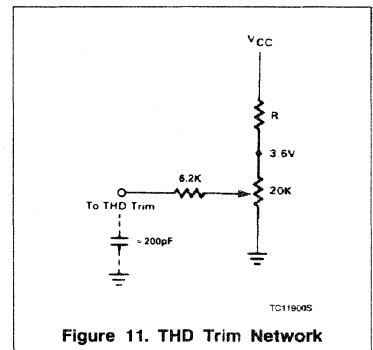 VCC
R
3.6V
6.2K
20K
To THD Trim
≈200pF
TC11900S
Figure 11. THD Trim Network